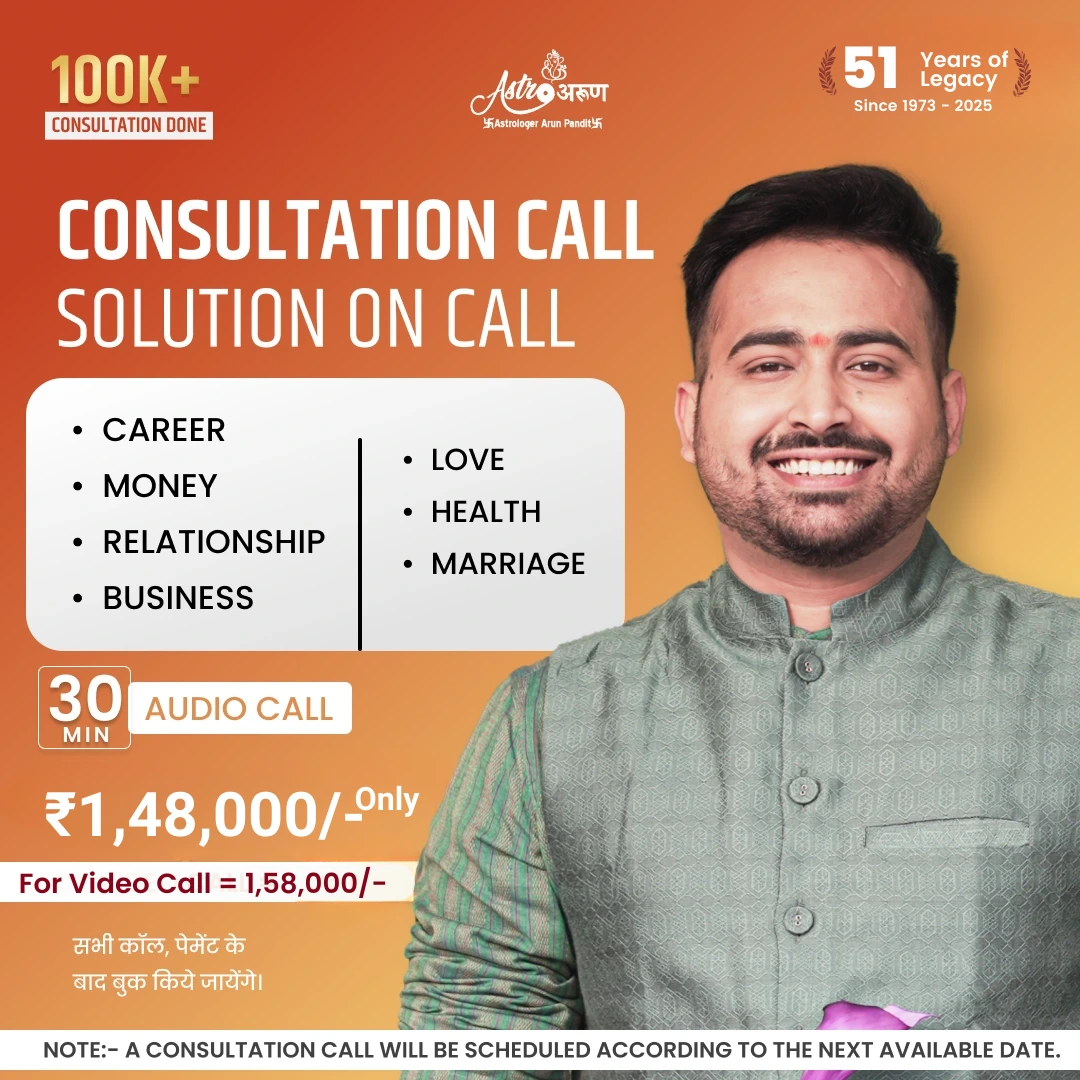 100K+
CONSULTATION DONE
Astro अरूण
卐Astrologer Arun Pandit卐
51 Years of Legacy
Since 1973 - 2025
CONSULTATION CALL
SOLUTION ON CALL
• CAREER
• MONEY
• RELATIONSHIP
• BUSINESS
• LOVE
• HEALTH
• MARRIAGE
30
MIN
AUDIO CALL
₹1,48,000/-Only
For Video Call = 1,58,000/-
सभी कॉल, पेमेंट के
बाद बुक किये जायेंगे।
NOTE:- A CONSULTATION CALL WILL BE SCHEDULED ACCORDING TO THE NEXT AVAILABLE DATE.